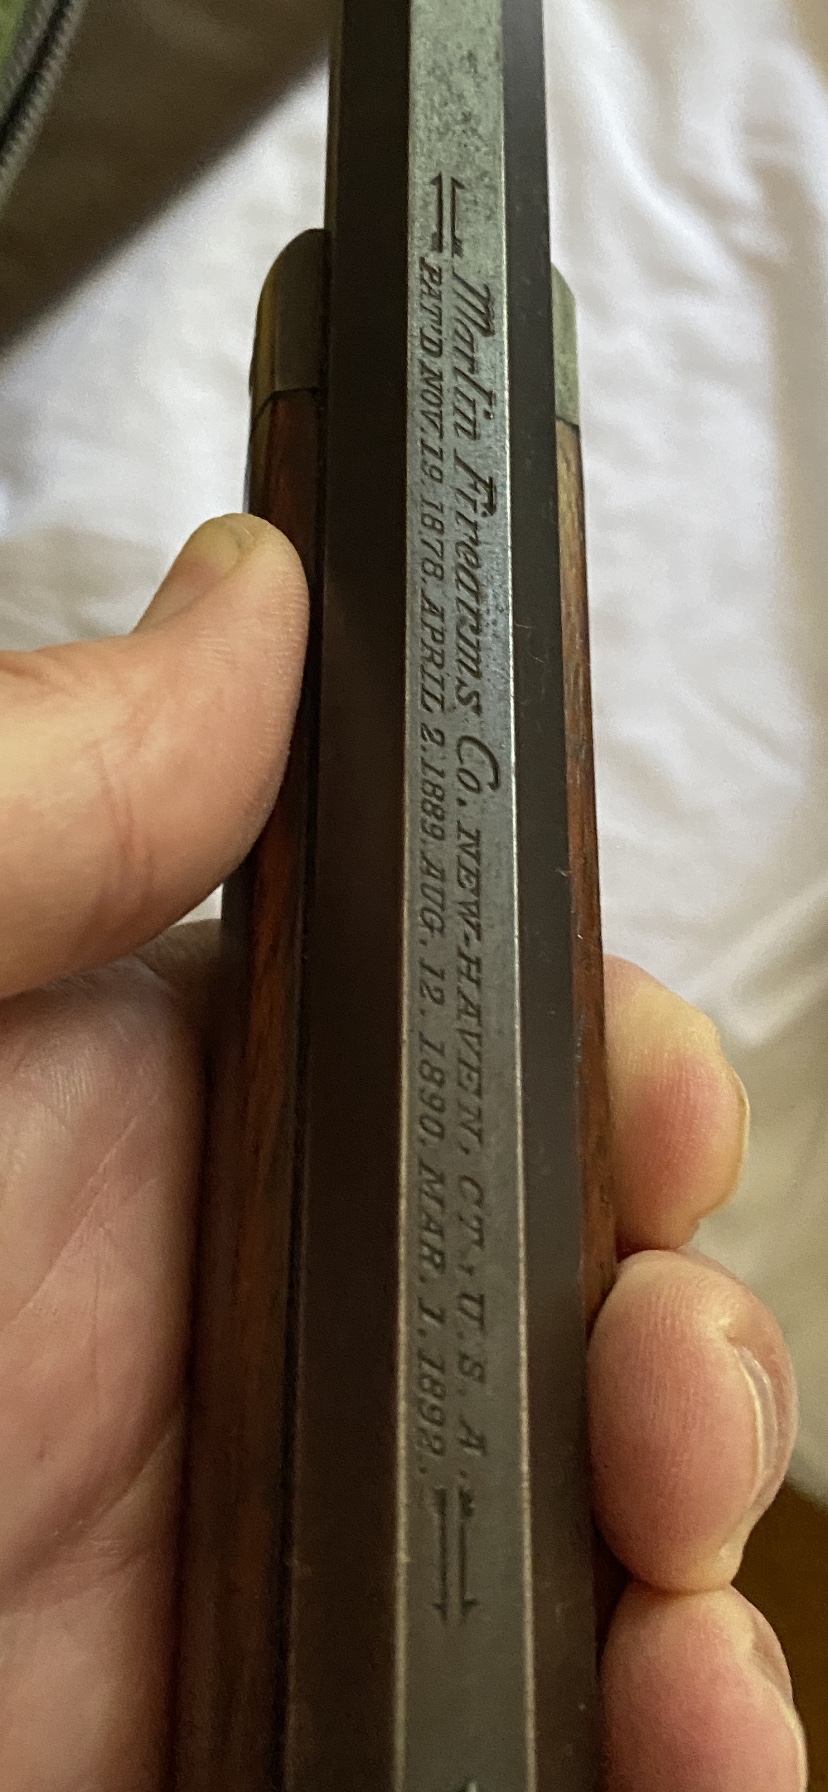 Marlin Firearms Co. NEW-HAVEN, CT., U.S.A.
PAT'D NOV. 19. 1878. APRIL 2. 1889. AUG. 12. 1890. MAR. 1. 1892.